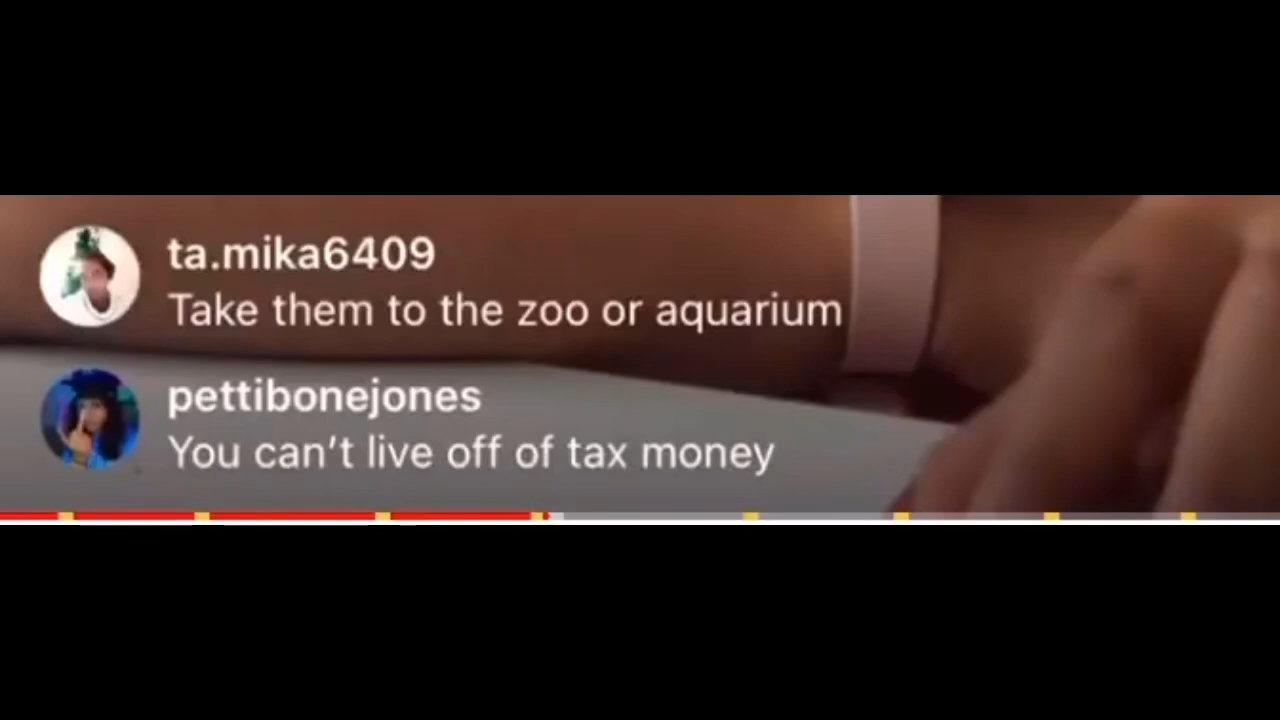 ta.mika6409
Take them to the zoo or aquarium
pettibonejones
You can’t live off of tax money